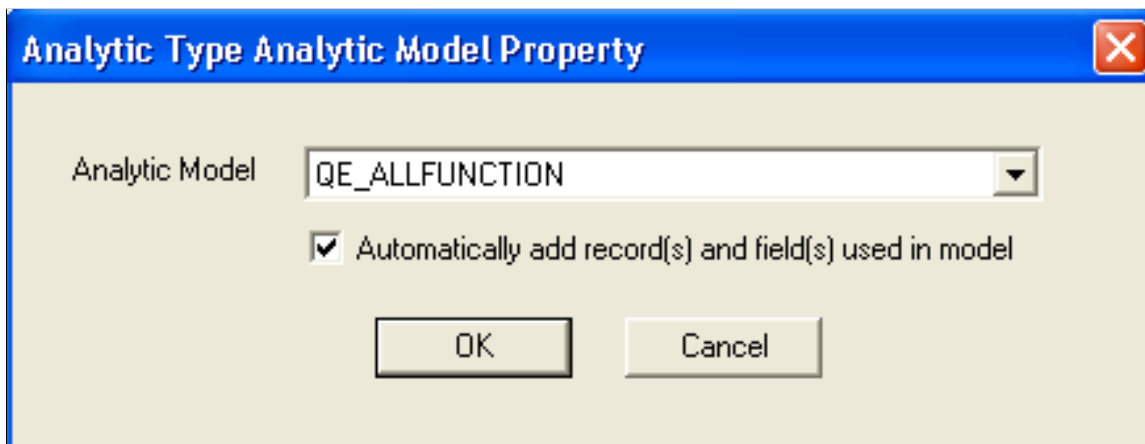 Analytic Type Analytic Model Property
Analytic Model QE_ALLFUNCTION
Automatically add record(s) and field(s) used in model
OK Cancel